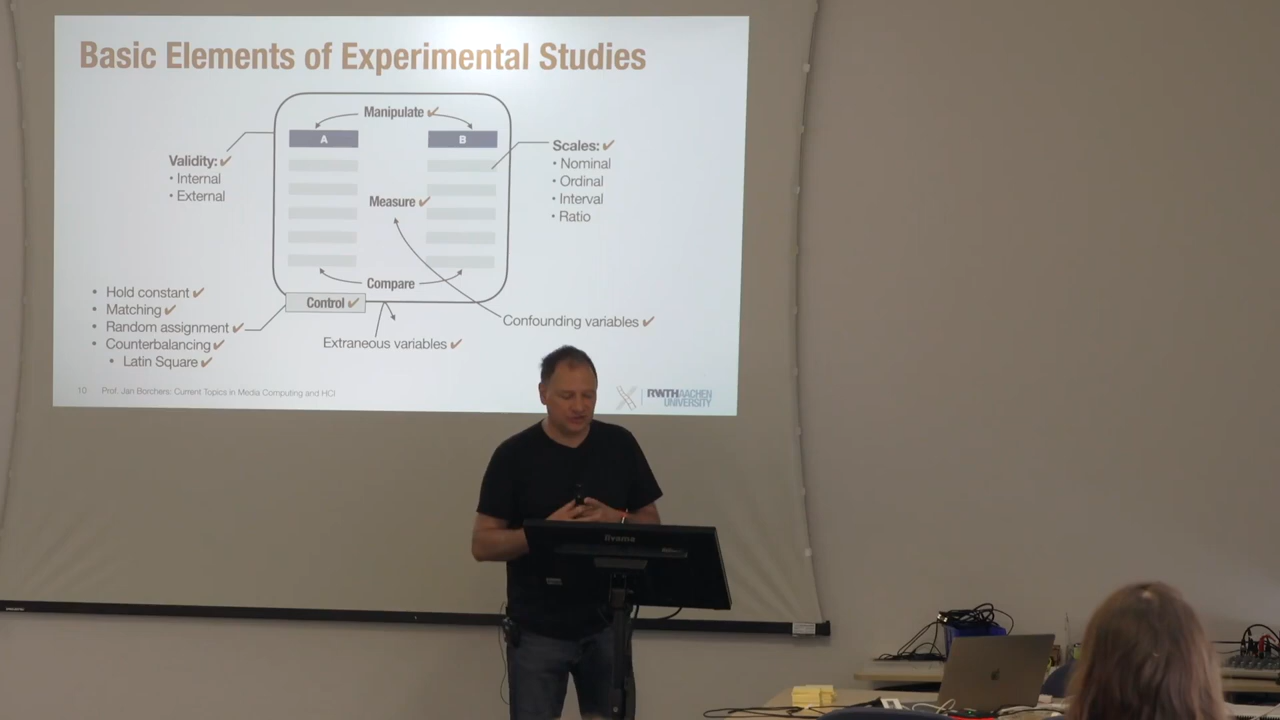 Basic Elements of Experimental Studies
Manipulate ✓
A
B
Validity: ✓
• Internal
• External
Scales: ✓
• Nominal
• Ordinal
• Interval
• Ratio
Measure ✓
Compare
Control ✓
• Hold constant ✓
• Matching ✓
• Random assignment ✓
• Counterbalancing ✓
• Latin Square ✓
Confounding variables ✓
Extraneous variables ✓
10 Prof. Jan Borchers: Current Topics in Media Computing and HCI
RWTHAACHEN
UNIVERSITY
iiyama